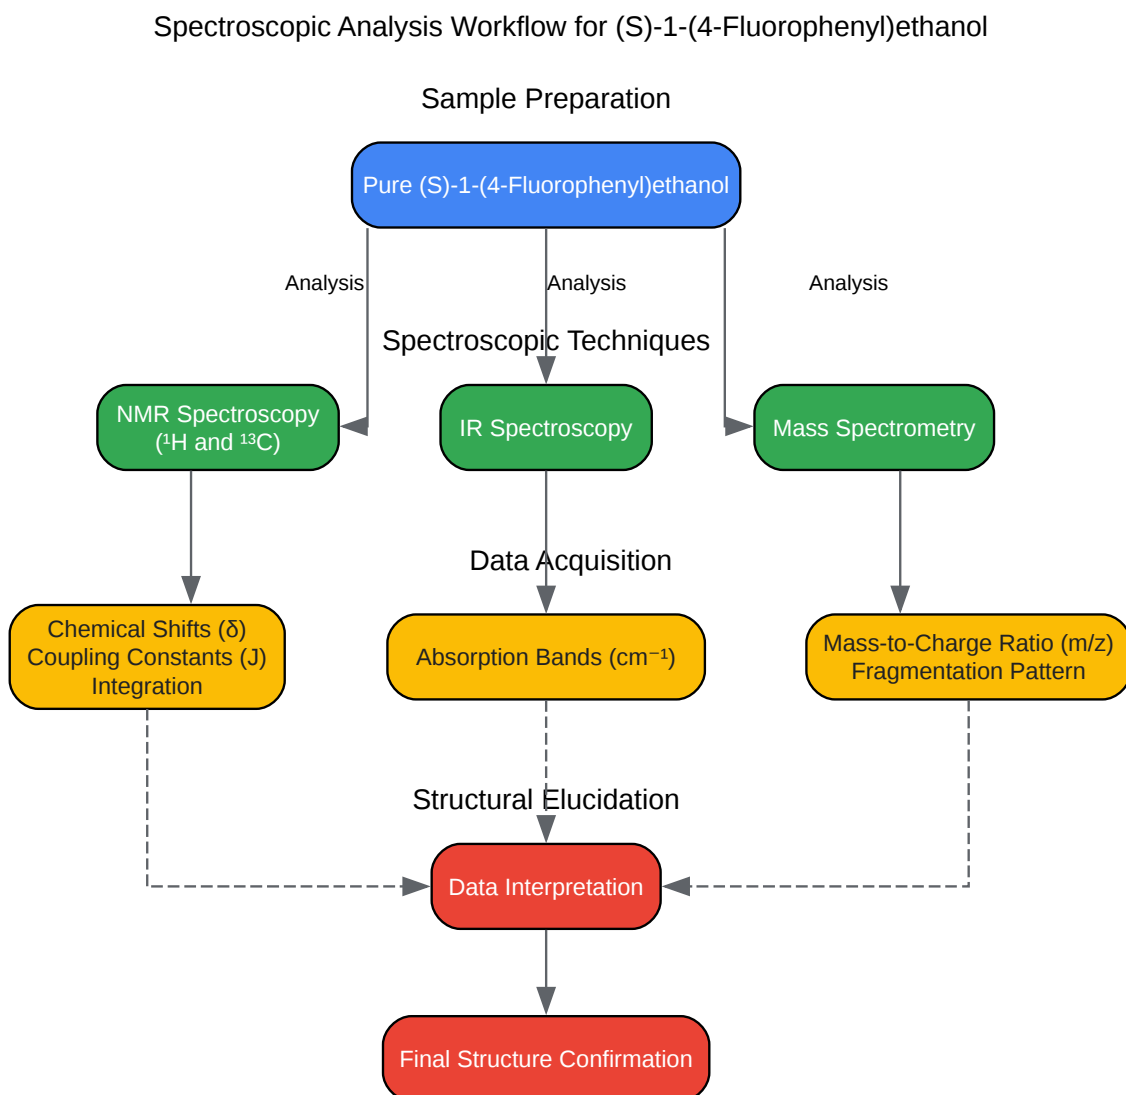 Spectroscopic Analysis Workflow for (S)-1-(4-Fluorophenyl)ethanol
Sample Preparation
Pure (S)-1-(4-Fluorophenyl)ethanol
Analysis
Analysis
Analysis
Spectroscopic Techniques
NMR Spectroscopy
(¹H and ¹³C)
IR Spectroscopy
Mass Spectrometry
Data Acquisition
Chemical Shifts (δ)
Coupling Constants (J)
Integration
Absorption Bands (cm⁻¹)
Mass-to-Charge Ratio (m/z)
Fragmentation Pattern
Structural Elucidation
Data Interpretation
Final Structure Confirmation